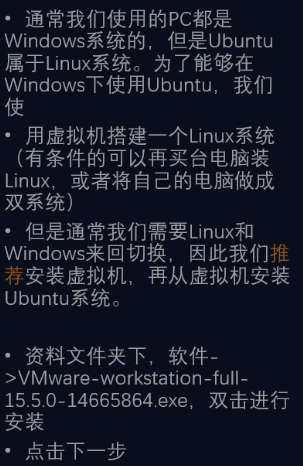 • 通常我们使用的PC都是
Windows系统的，但是Ubuntu
属于Linux系统。为了能够在
Windows下使用Ubuntu，我们
使
• 用虚拟机搭建一个Linux系统
（有条件的可以再买台电脑装
Linux，或者将自己的电脑做成
双系统）
• 但是通常我们需要Linux和
Windows来回切换，因此我们推
荐安装虚拟机，再从虚拟机安装
Ubuntu系统。
• 资料文件夹下，软件-
>VMware-workstation-full-
15.5.0-14665864.exe，双击进行
安装
• 点击下一步